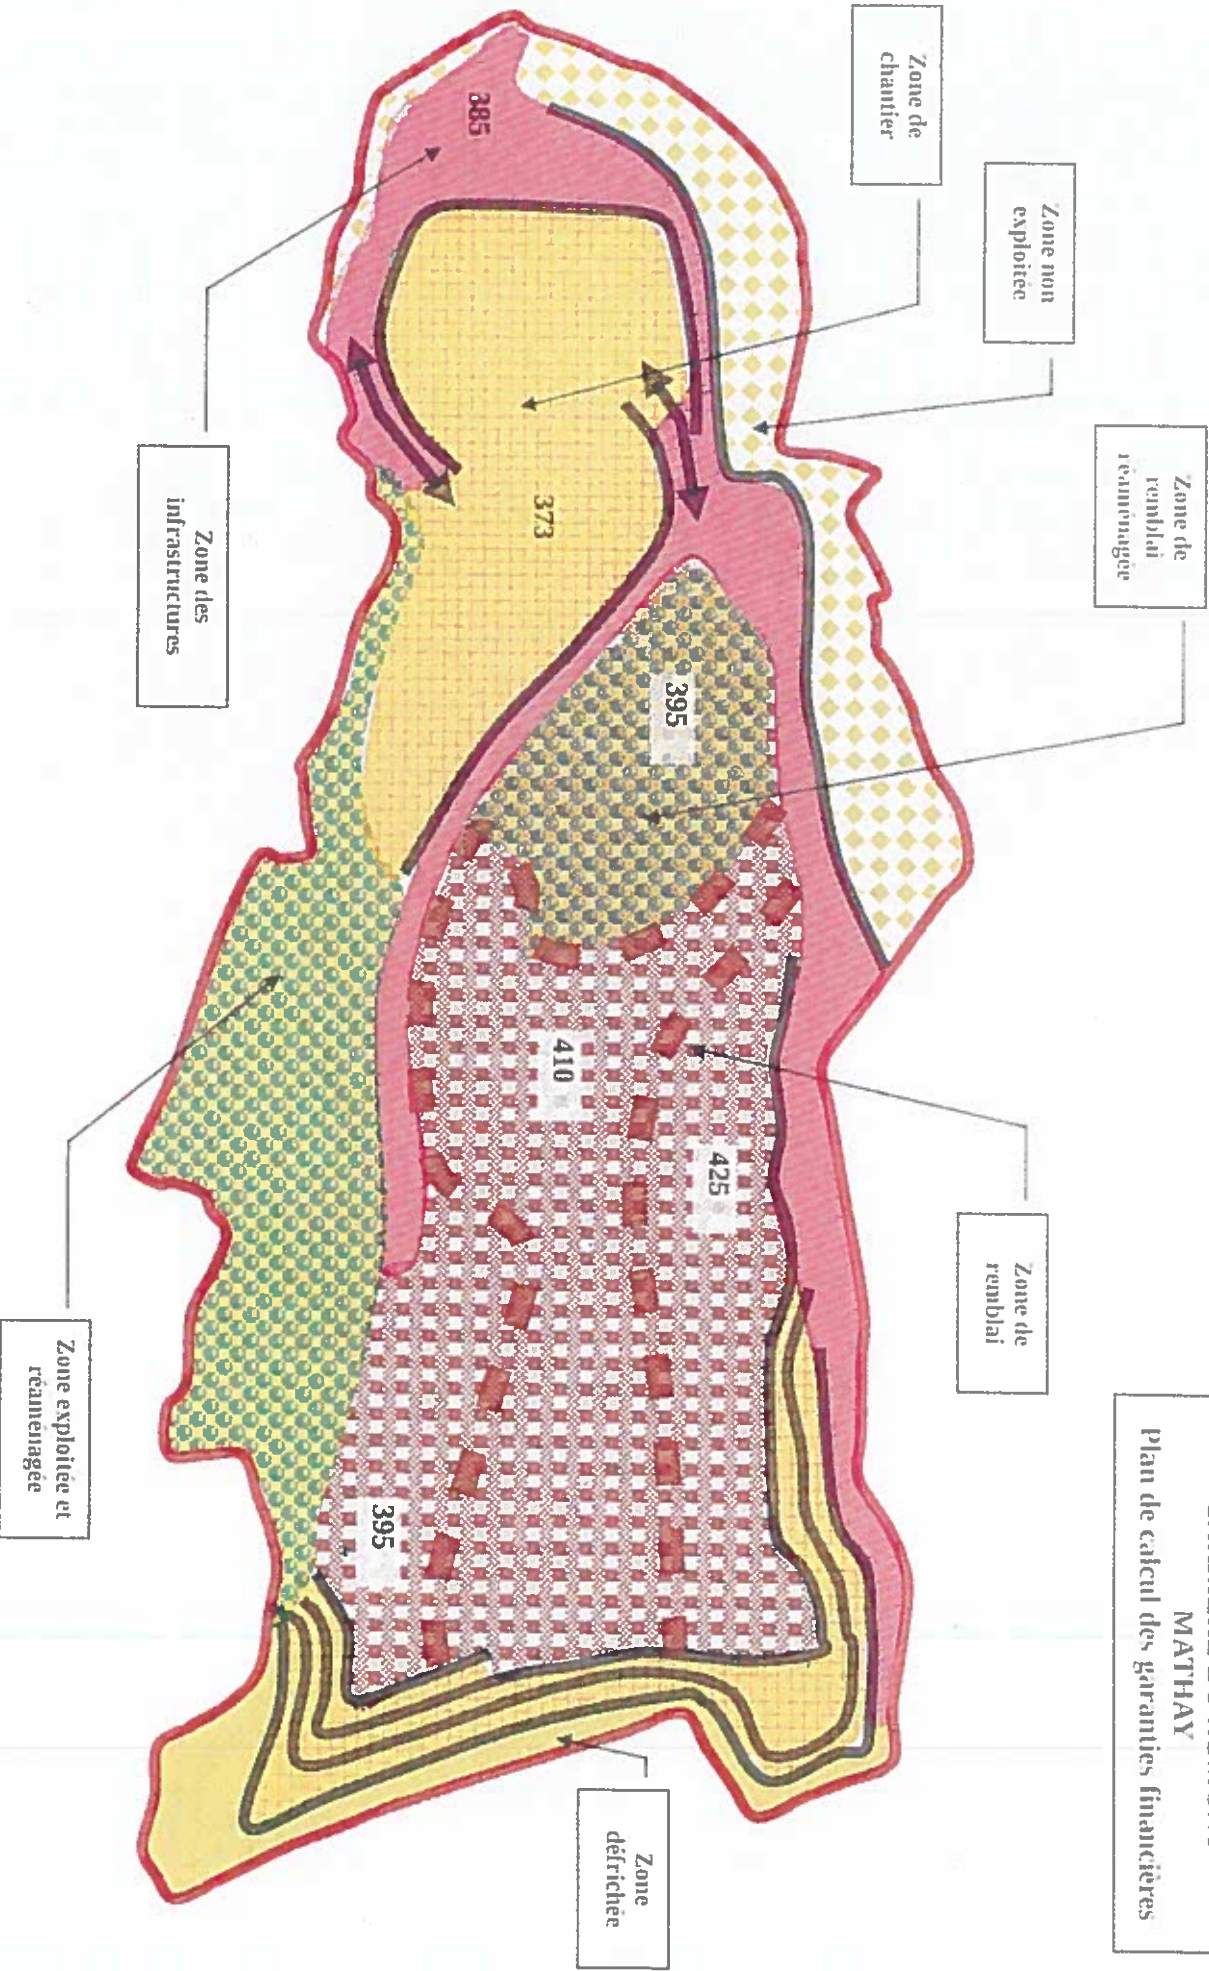 MATHAY
Plan de calcul des garanties financières
Zone de
chantier
Zone non
exploitée
Zone de
remblai
réaménagée
Zone de
remblai
Zone
défrichée
Zone des
infrastructures
Zone exploitée et
réaménagée
385
373
395
410
425
395